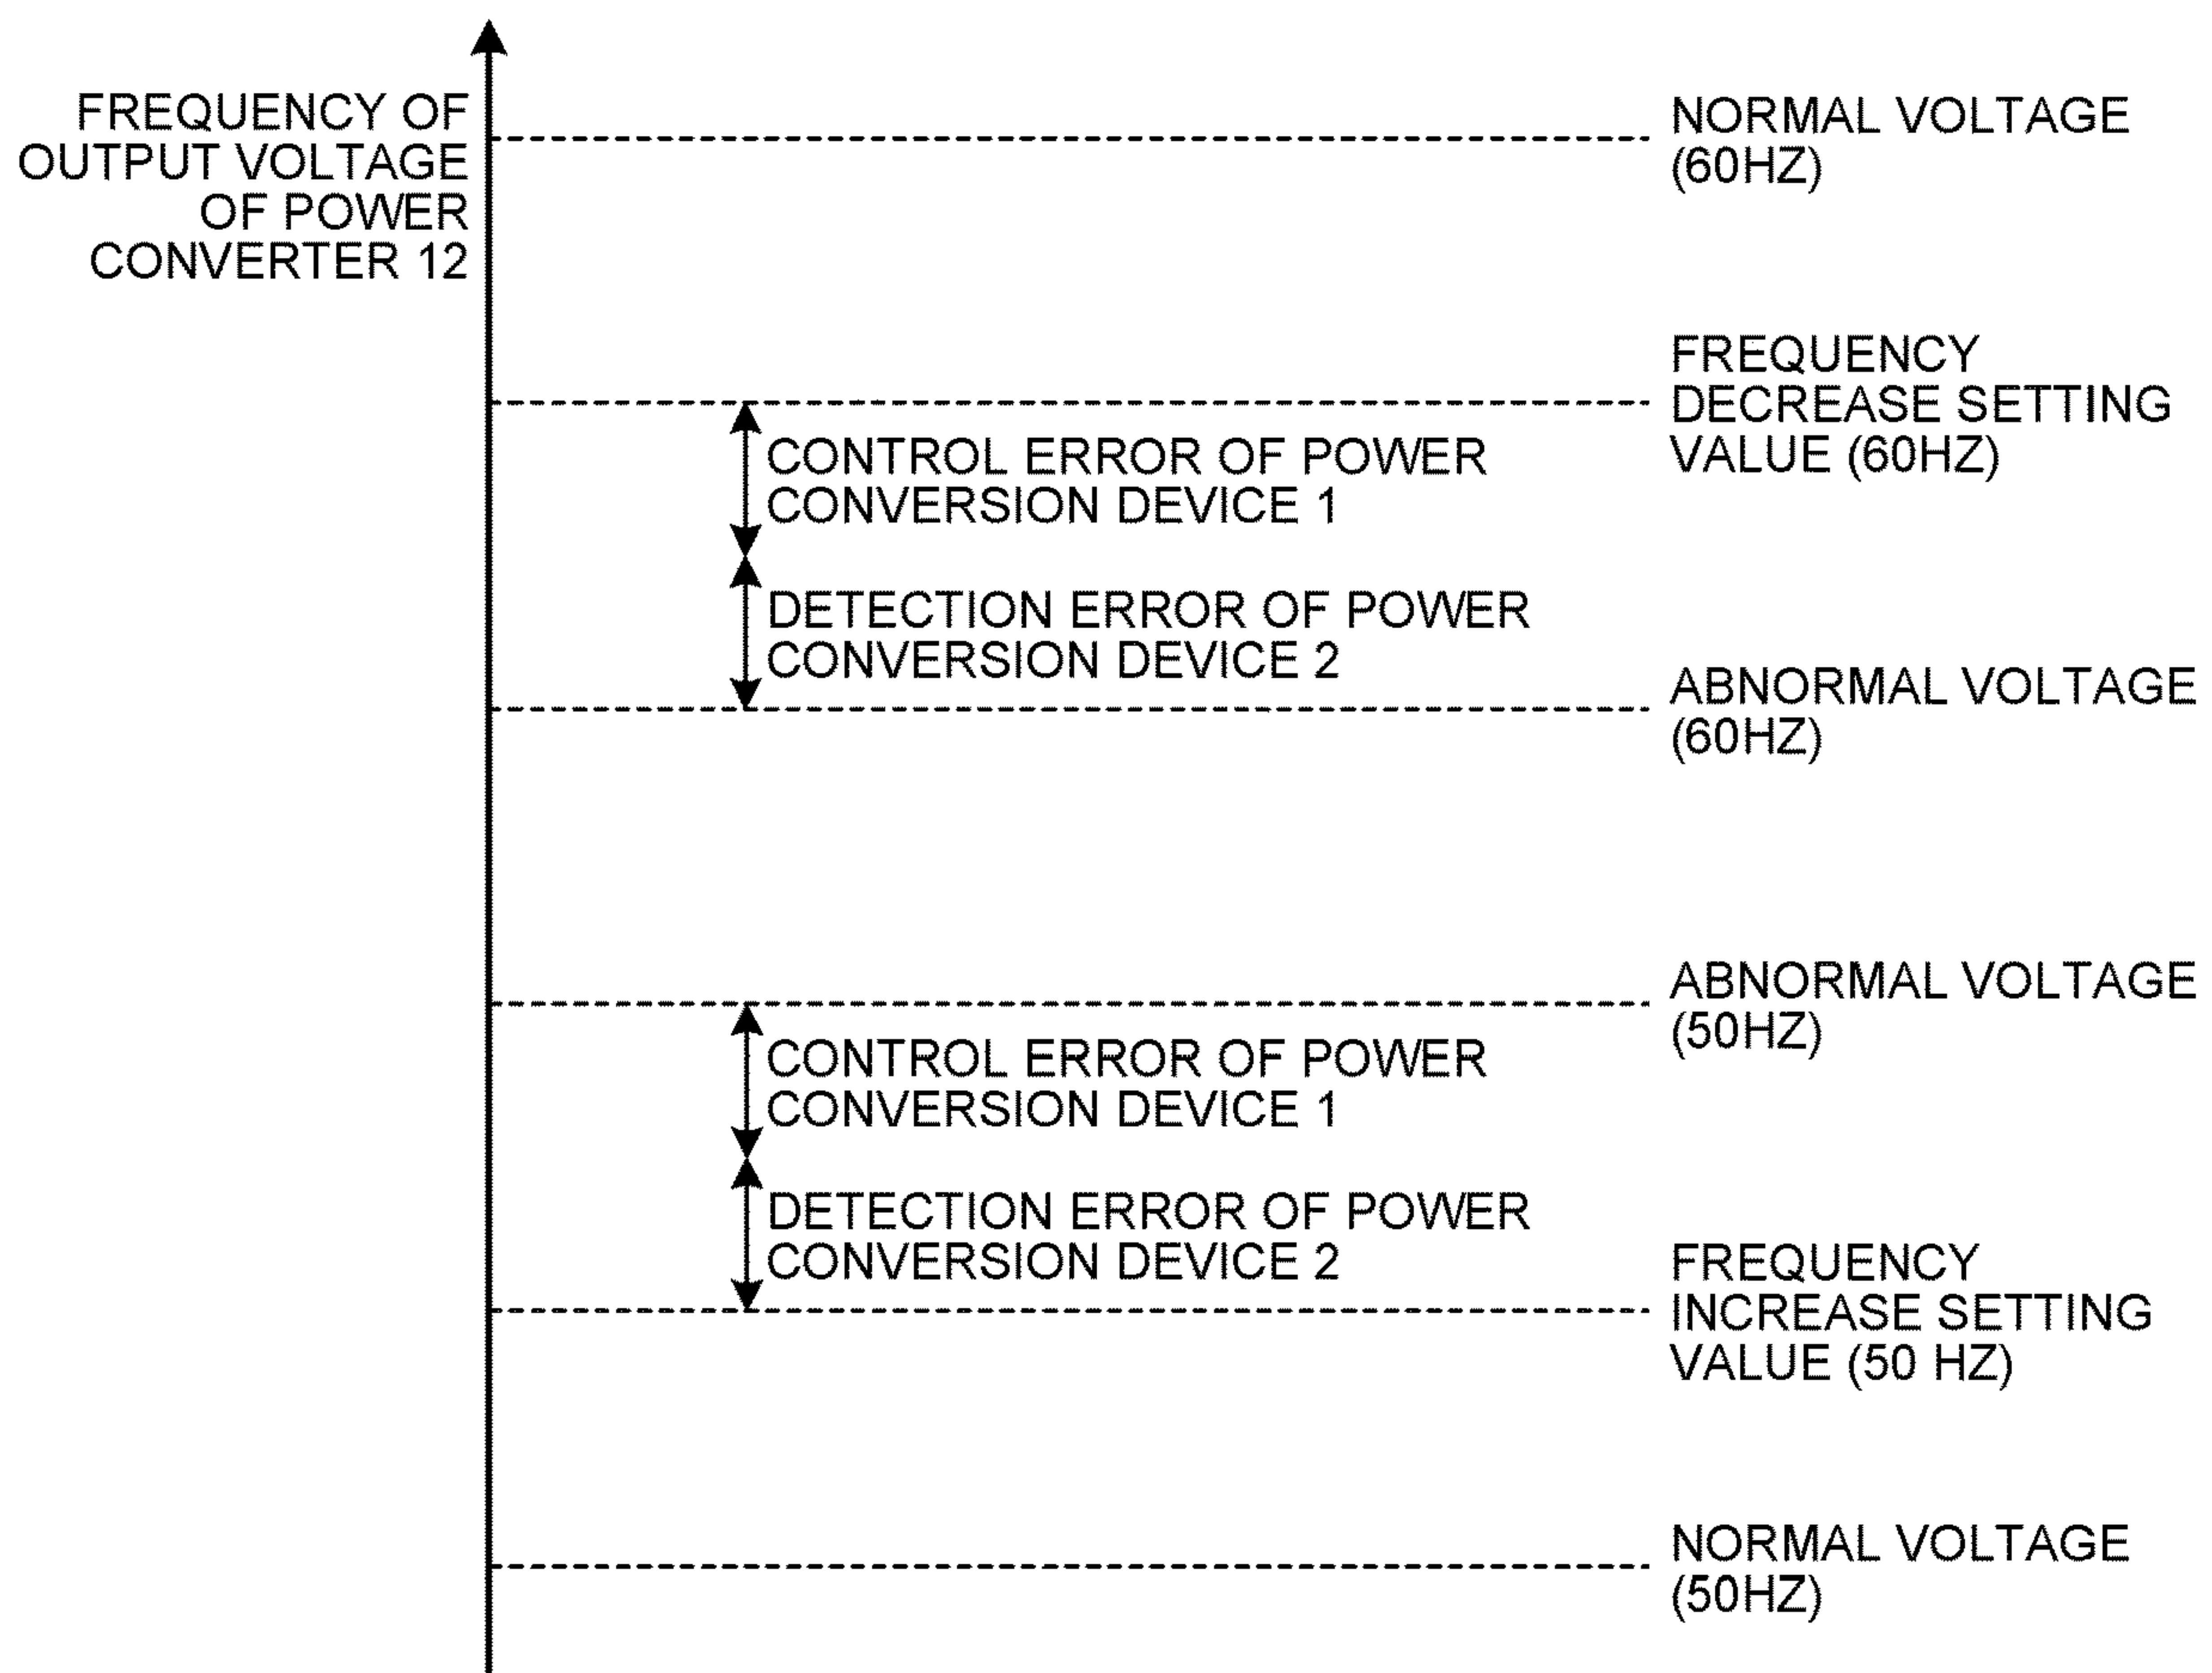 FREQUENCY OF
OUTPUT VOLTAGE
OF POWER
CONVERTER 12
NORMAL VOLTAGE
(60HZ)
FREQUENCY
DECREASE SETTING
VALUE (60HZ)
CONTROL ERROR OF POWER
CONVERSION DEVICE 1
DETECTION ERROR OF POWER
CONVERSION DEVICE 2
ABNORMAL VOLTAGE
(60HZ)
ABNORMAL VOLTAGE
(50HZ)
CONTROL ERROR OF POWER
CONVERSION DEVICE 1
DETECTION ERROR OF POWER
CONVERSION DEVICE 2
FREQUENCY
INCREASE SETTING
VALUE (50 HZ)
NORMAL VOLTAGE
(50HZ)